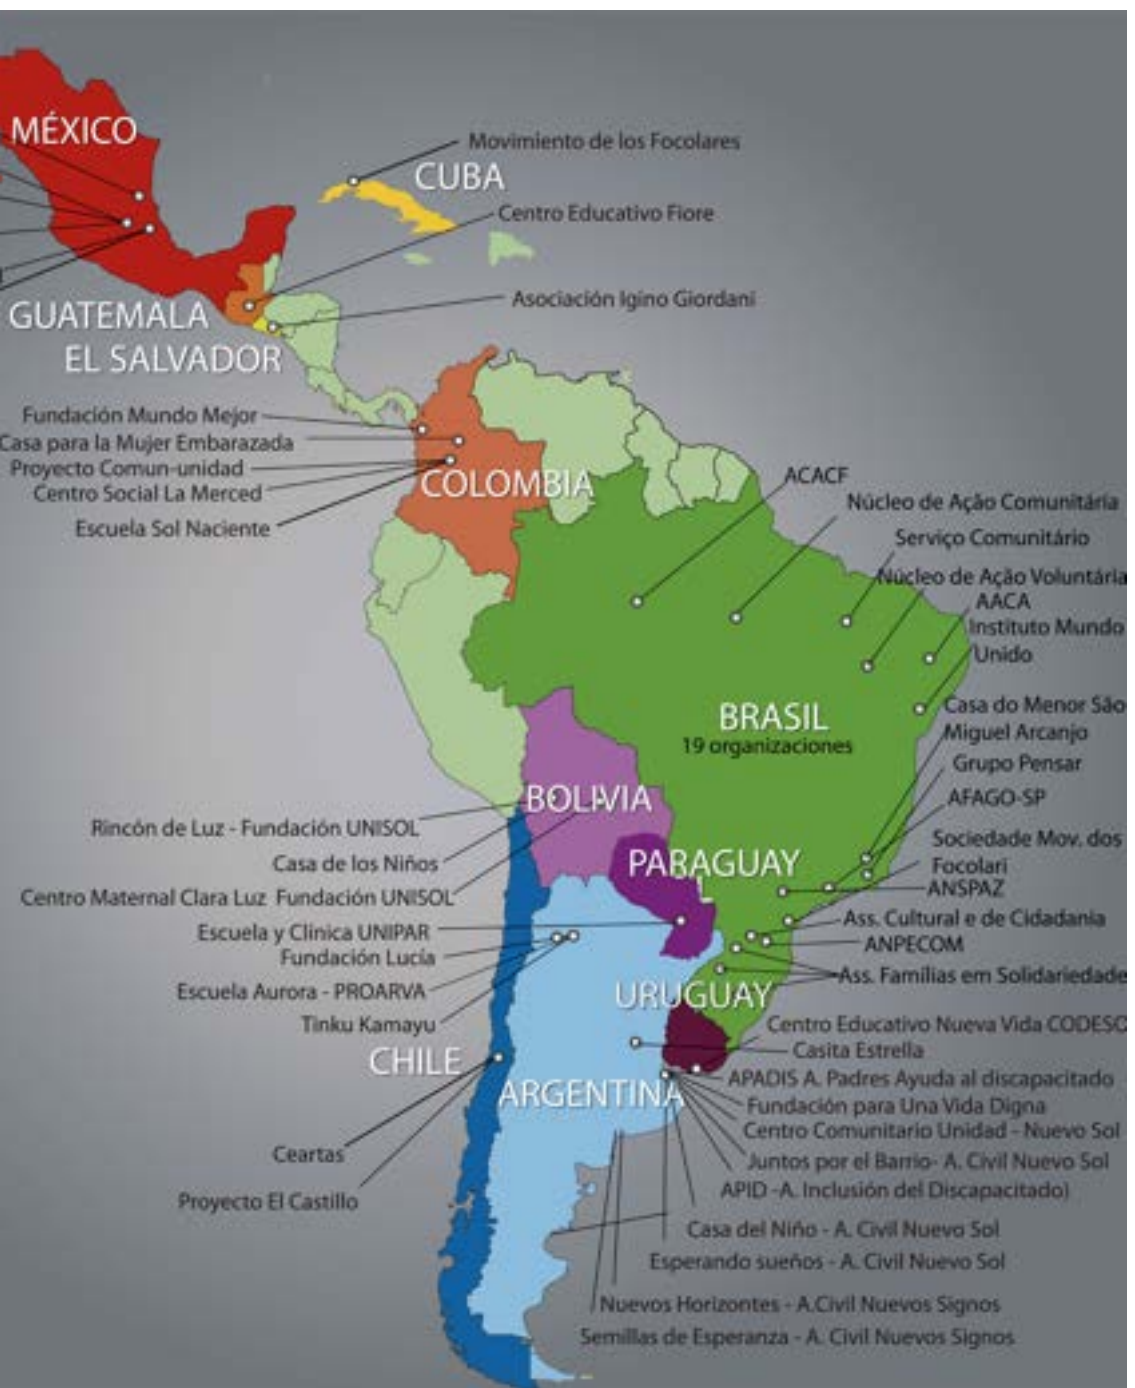 MÉXICO
Movimiento de los Focolares
CUBA
Centro Educativo Fiore
Asociación Igino Giordani
GUATEMALA
EL SALVADOR
Fundación Mundo Mejor
Casa para la Mujer Embarazada
Proyecto Comun-unidad
Centro Social La Merced
Escuela Sol Naciente
COLOMBIA
ACACF
Núcleo de Ação Comunitária
Serviço Comunitário
Núcleo de Ação Voluntária
AACA
Instituto Mundo
Unido
BRASIL
19 organizaciones
Casa do Menor São
Miguel Arcanjo
Grupo Pensar
AFAGO-SP
Sociedade Mov. dos
Focolari
ANSPAZ
Ass. Cultural e de Cidadania
ANPECOM
Ass. Famílias em Solidariedade
BOLIVIA
Rincón de Luz - Fundación UNISOL
Casa de los Niños
Centro Maternal Clara Luz Fundación UNISOL
PARAGUAY
Escuela y Clínica UNIPAR
Fundación Lucía
Escuela Aurora - PROARVA
Tinku Kamayu
URUGUAY
Centro Educativo Nueva Vida CODESO
Casita Estrella
CHILE
ARGENTINA
APADIS A. Padres Ayuda al discapacitado
Fundación para Una Vida Digna
Centro Comunitario Unidad - Nuevo Sol
Juntos por el Barrio- A. Civil Nuevo Sol
APID -A. Inclusión del Discapacitado)
Ceartas
Proyecto El Castillo
Casa del Niño - A. Civil Nuevo Sol
Esperando sueños - A. Civil Nuevo Sol
Nuevos Horizontes - A.Civil Nuevos Signos
Semillas de Esperanza - A. Civil Nuevos Signos